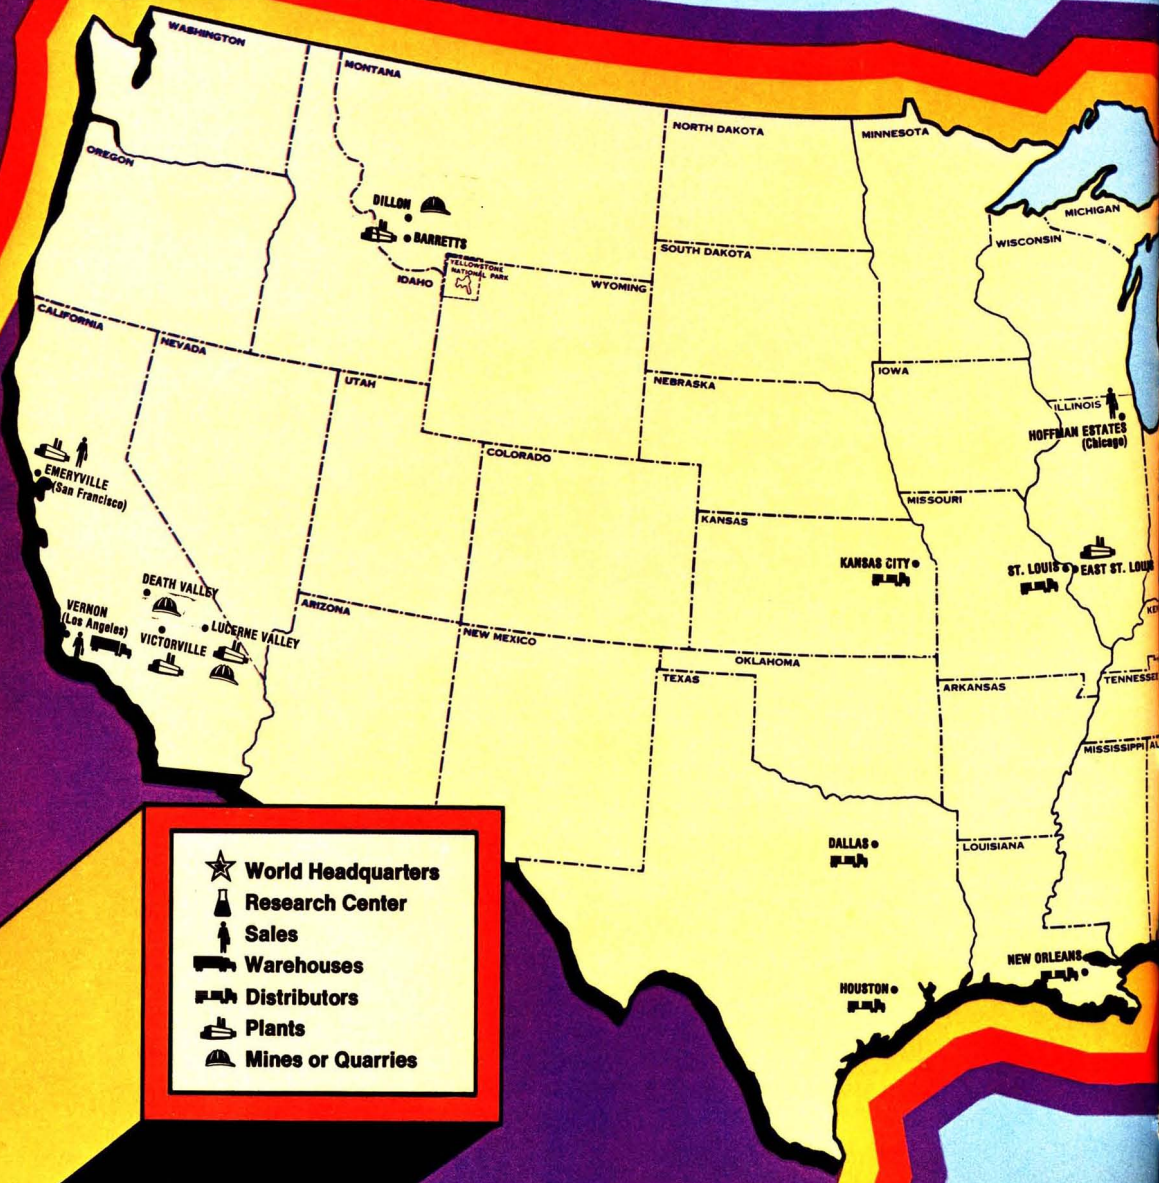 WASHINGTON
MONTANA
NORTH DAKOTA
MINNESOTA
OREGON
MICHIGAN
WISCONSIN
DILLON
BARRETTS
SOUTH DAKOTA
YELLOWSTONE
NATIONAL PARK
IDAHO
WYOMING
CALIFORNIA
NEVADA
UTAH
NEBRASKA
IOWA
ILLINOIS
HOFFMAN ESTATES
(Chicago)
COLORADO
EMERYVILLE
(San Francisco)
KANSAS
MISSOURI
KANSAS CITY
ST. LOUIS
EAST ST. LOU
DEATH VALLEY
VERNON
(Los Angeles)
VICTORVILLE
LUCERNE VALLEY
ARIZONA
NEW MEXICO
OKLAHOMA
TEXAS
ARKANSAS
KE
TENNESSE
MISSISSIPPI
AL
DALLAS
LOUISIANA
NEW ORLEANS
HOUSTON
World Headquarters
Research Center
Sales
Warehouses
Distributors
Plants
Mines or Quarries